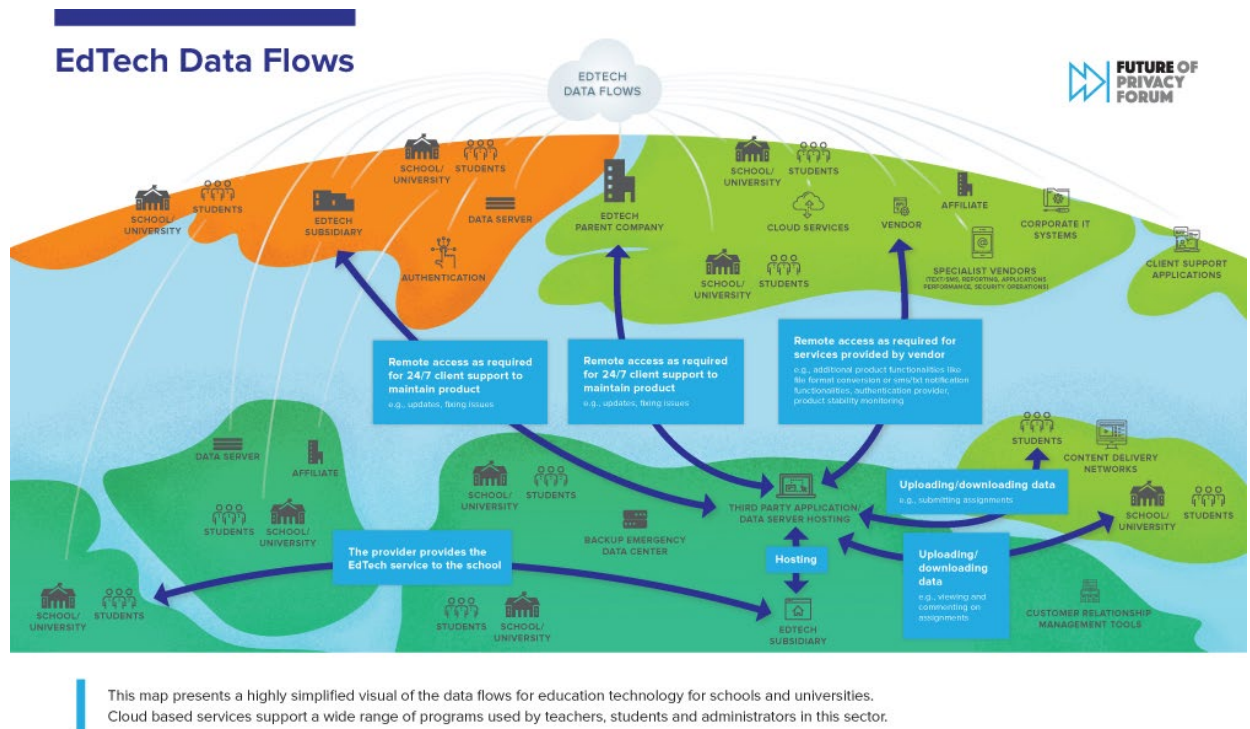 EdTech Data Flows
EDTECH
DATA FLOWS
FUTURE OF
PRIVACY
FORUM
SCHOOL/
UNIVERSITY
STUDENTS
EDTECH
SUBSIDIARY
SCHOOL/
UNIVERSITY
STUDENTS
DATA SERVER
AUTHENTICATION
EDTECH
PARENT COMPANY
SCHOOL/
UNIVERSITY
STUDENTS
CLOUD SERVICES
VENDOR
AFFILIATE
CORPORATE IT
SYSTEMS
SCHOOL/
UNIVERSITY
STUDENTS
SPECIALIST VENDORS
(TEXT/SMS, REPORTING, APPLICATIONS
PERFORMANCE, SECURITY OPERATIONS)
CLIENT SUPPORT
APPLICATIONS
Remote access as required
for 24/7 client support to
maintain product
e.g., updates, fixing issues
Remote access as required
for 24/7 client support to
maintain product
e.g., updates, fixing issues
Remote access as required for
services provided by vendor
e.g., additional product functionalities like
file format conversion or sms/txt notification
functionalities, authentication provider,
product stability monitoring
DATA SERVER
AFFILIATE
STUDENTS
SCHOOL/
UNIVERSITY
SCHOOL/
UNIVERSITY
STUDENTS
BACKUP EMERGENCY
DATA CENTER
THIRD PARTY APPLICATION/
DATA SERVER HOSTING
STUDENTS
CONTENT DELIVERY
NETWORKS
Uploading/downloading data
e.g., submitting assignments
SCHOOL/
UNIVERSITY
STUDENTS
The provider provides the
EdTech service to the school
Hosting
Uploading/
downloading
data
e.g., viewing and
commenting on
assignments
SCHOOL/
UNIVERSITY
STUDENTS
STUDENTS
SCHOOL/
UNIVERSITY
EDTECH
SUBSIDIARY
CUSTOMER RELATIONSHIP
MANAGEMENT TOOLS
This map presents a highly simplified visual of the data flows for education technology for schools and universities.
Cloud based services support a wide range of programs used by teachers, students and administrators in this sector.